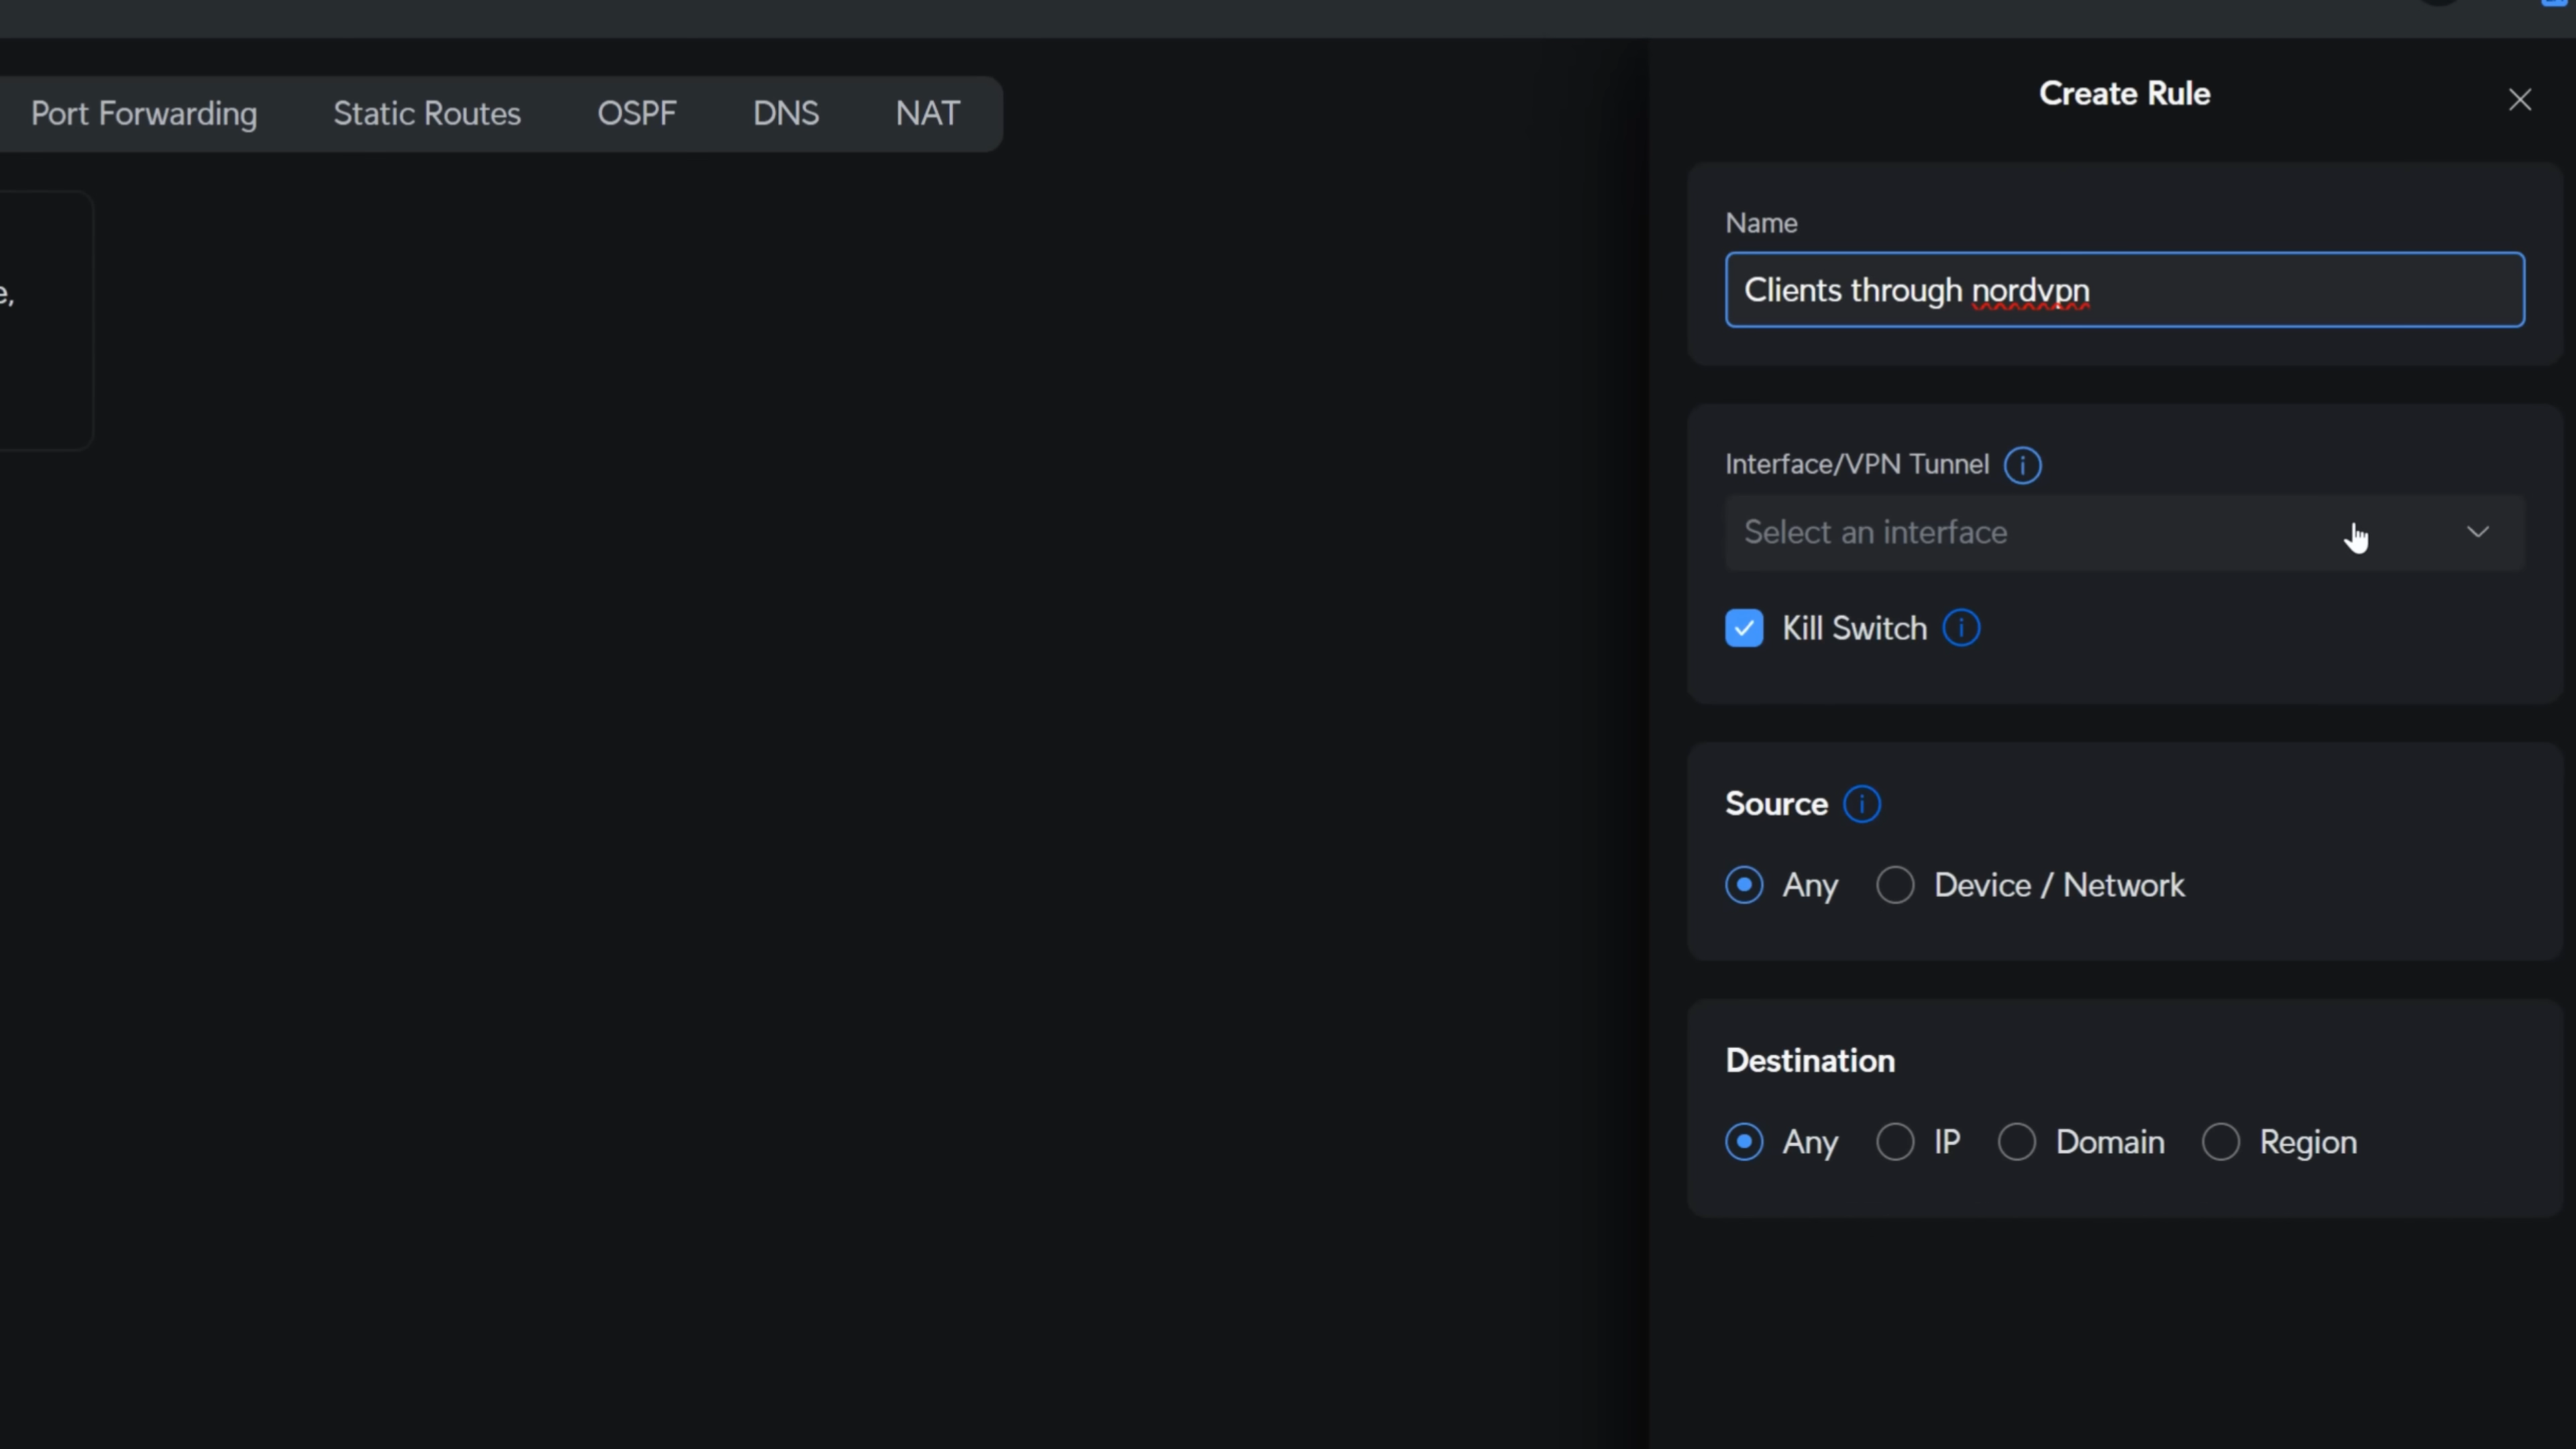 Port Forwarding Static Routes OSPF DNS NAT
e,
Create Rule
Name
Clients through nordvpn
Interface/VPN Tunnel
Select an interface
Kill Switch
Source
Any Device / Network
Destination
Any IP Domain Region